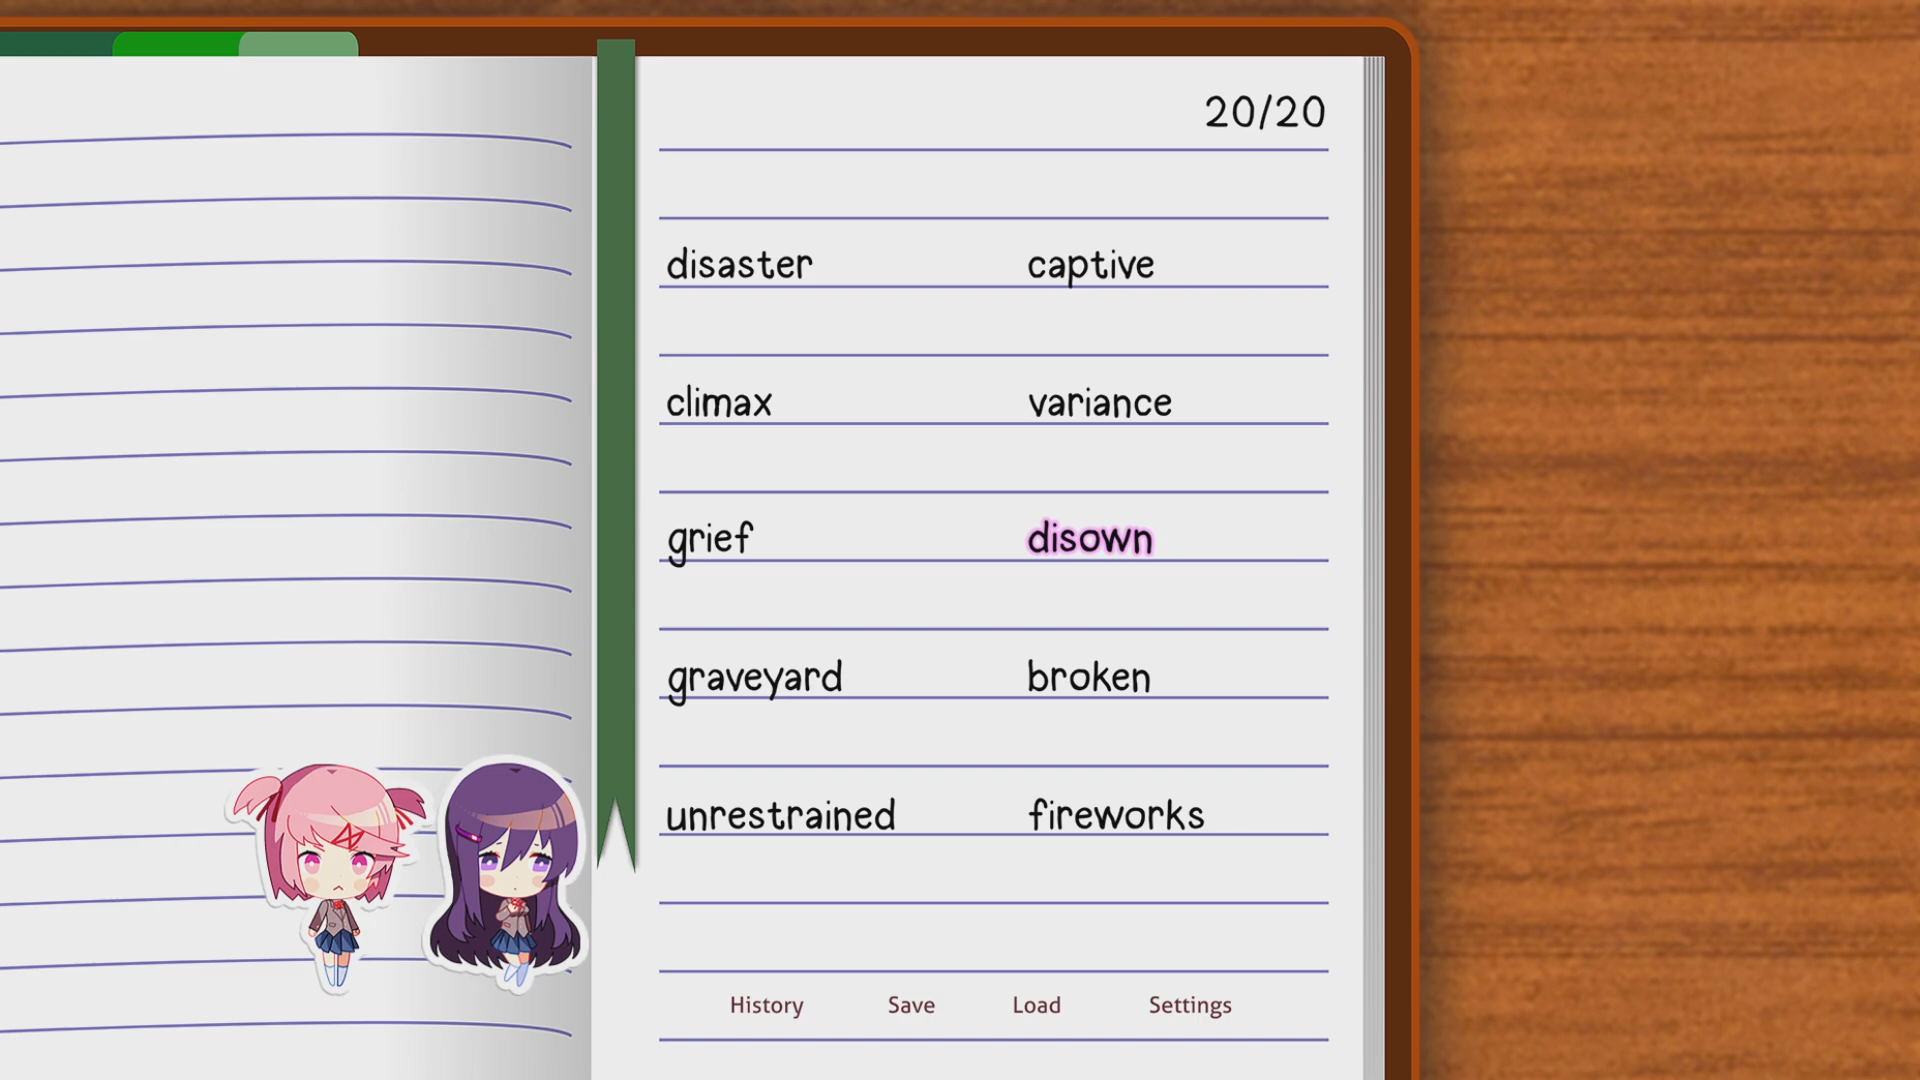 20/20
disaster captive
climax variance
grief disown
graveyard broken
unrestrained fireworks
History Save Load Settings